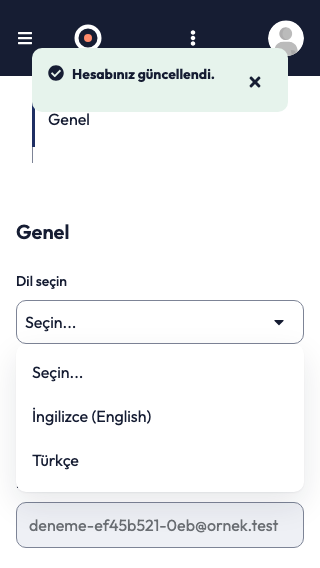 Hesabınız güncellendi.
Genel
Genel
Dil seçin
Seçin...
Seçin...
İngilizce (English)
Türkçe
deneme-ef45b521-0eb@ornek.test